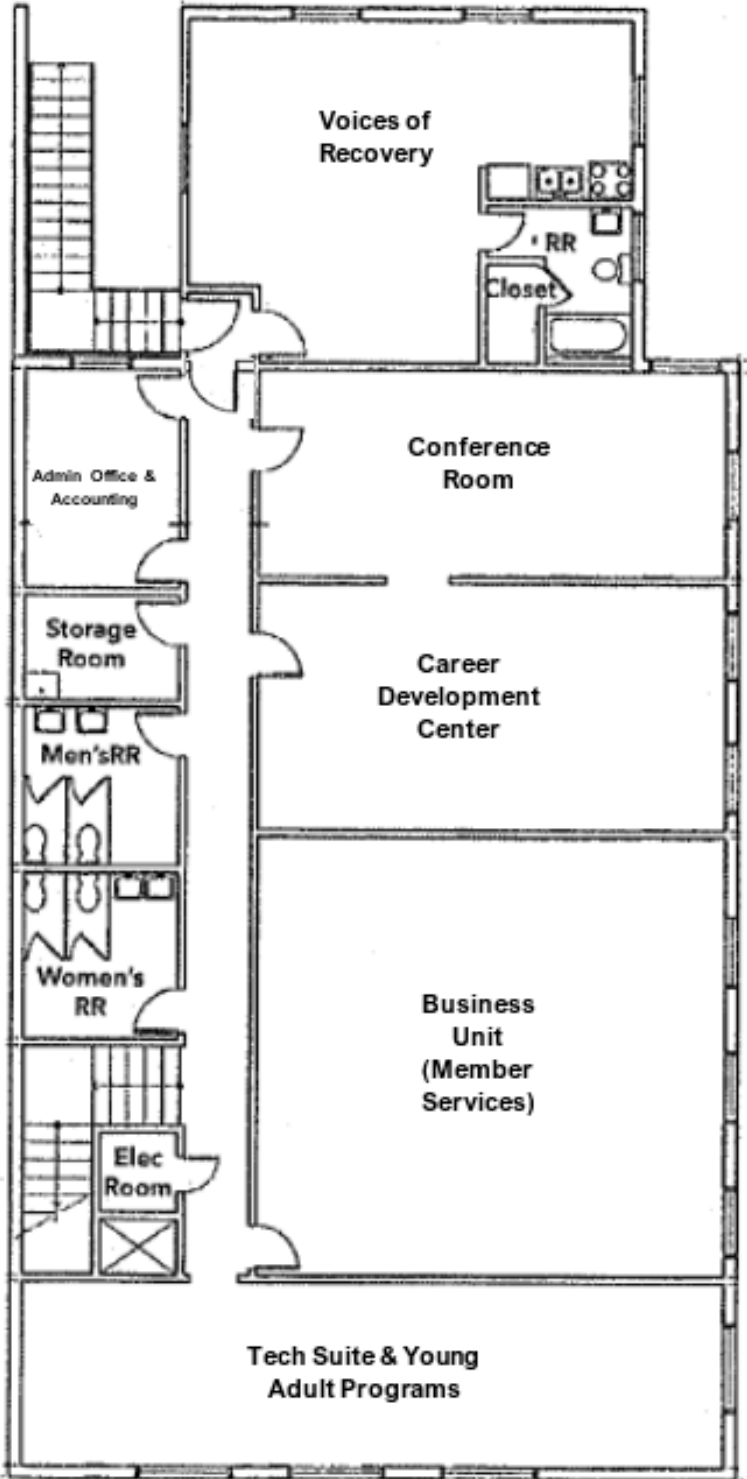 Voices of
Recovery
RR
Closet
Conference
Room
Admin Office &
Accounting
Storage
Room
Career
Development
Center
Men'sRR
Women's
RR
Business
Unit
(Member
Services)
Elec
Room
Tech Suite & Young
Adult Programs